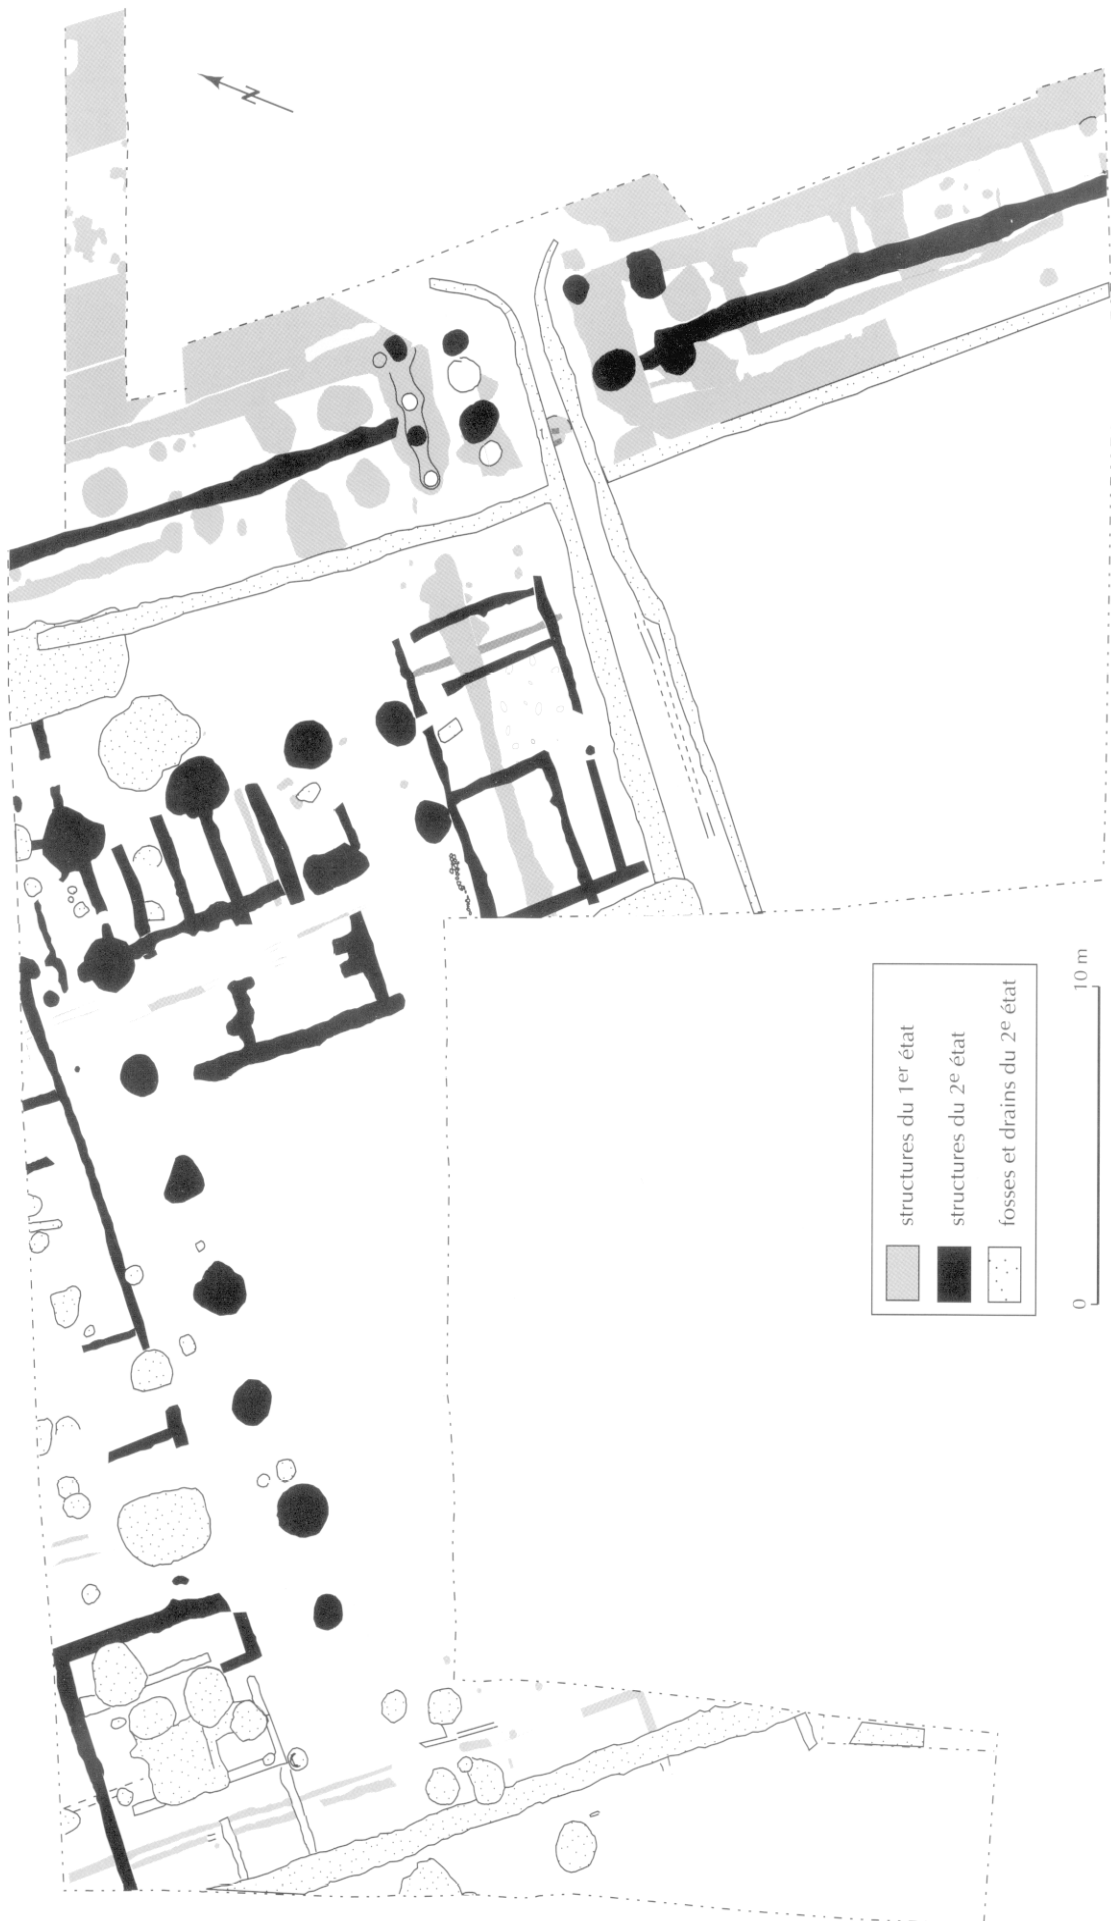 N
structures du 1er état
structures du 2e état
fosses et drains du 2e état
0 10 m